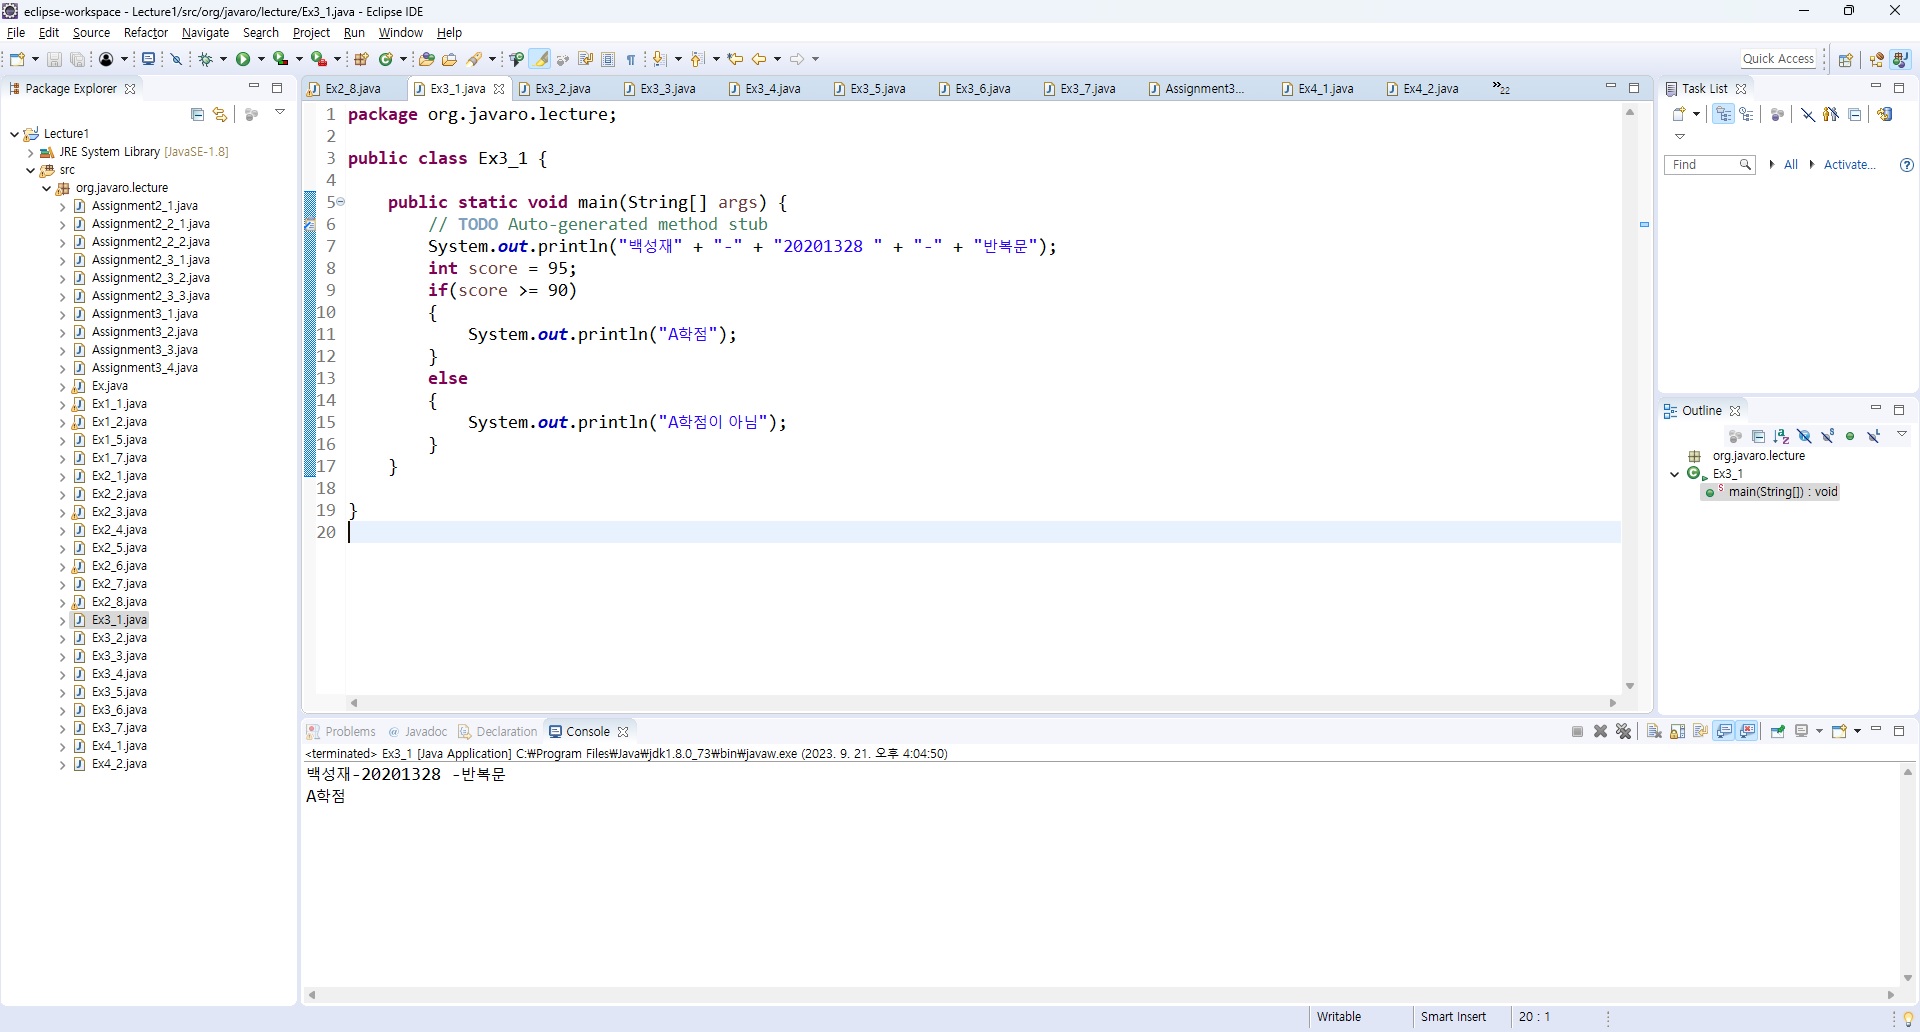 eclipse-workspace - Lecture1/src/org/javaro/lecture/Ex3_1.java - Eclipse IDE
File Edit Source Refactor Navigate Search Project Run Window Help
Quick Access
Package Explorer
Lecture1
JRE System Library [JavaSE-1.8]
src
org.javaro.lecture
Assignment2_1.java
Assignment2_2_1.java
Assignment2_2_2.java
Assignment2_3_1.java
Assignment2_3_2.java
Assignment2_3_3.java
Assignment3_1.java
Assignment3_2.java
Assignment3_3.java
Assignment3_4.java
Ex.java
Ex1_1.java
Ex1_2.java
Ex1_5.java
Ex1_7.java
Ex2_1.java
Ex2_2.java
Ex2_3.java
Ex2_4.java
Ex2_5.java
Ex2_6.java
Ex2_7.java
Ex2_8.java
Ex3_1.java
Ex3_2.java
Ex3_3.java
Ex3_4.java
Ex3_5.java
Ex3_6.java
Ex3_7.java
Ex4_1.java
Ex4_2.java
Ex2_8.java Ex3_1.java Ex3_2.java Ex3_3.java Ex3_4.java Ex3_5.java Ex3_6.java Ex3_7.java Assignment3... Ex4_1.java Ex4_2.java »22
1 package org.javaro.lecture;
2
3 public class Ex3_1 {
4
5 public static void main(String[] args) {
6 // TODO Auto-generated method stub
7 System.out.println("백성재" + "-" + "20201328 " + "-" + "반복문");
8 int score = 95;
9 if(score >= 90)
10 {
11 System.out.println("A학점");
12 }
13 else
14 {
15 System.out.println("A학점이 아님");
16 }
17 }
18
19 }
20
Problems @ Javadoc Declaration Console
<terminated> Ex3_1 [Java Application] C:₩Program Files₩Java₩jdk1.8.0_73₩bin₩javaw.exe (2023. 9. 21. 오후 4:04:50)
백성재-20201328 -반복문
A학점
Task List
Find All Activate...
Outline
org.javaro.lecture
Ex3_1
main(String[]) : void
Writable Smart Insert 20 : 1